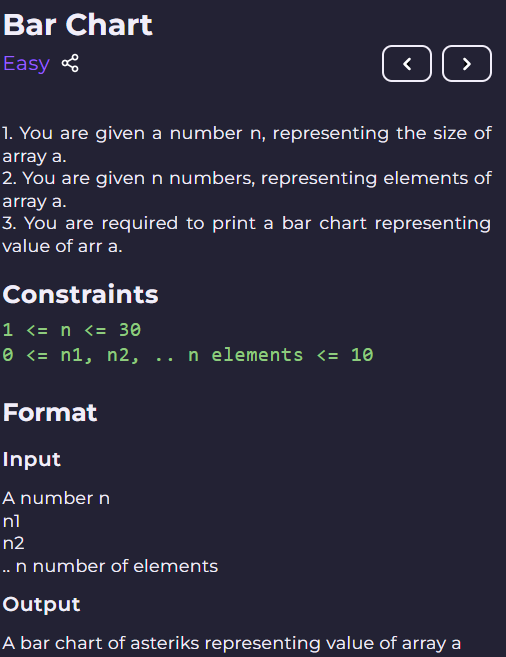 Bar Chart
Easy
1. You are given a number n, representing the size of
array a.
2. You are given n numbers, representing elements of
array a.
3. You are required to print a bar chart representing
value of arr a.
Constraints
1 <= n <= 30
0 <= n1, n2, .. n elements <= 10
Format
Input
A number n
n1
n2
.. n number of elements
Output
A bar chart of asteriks representing value of array a